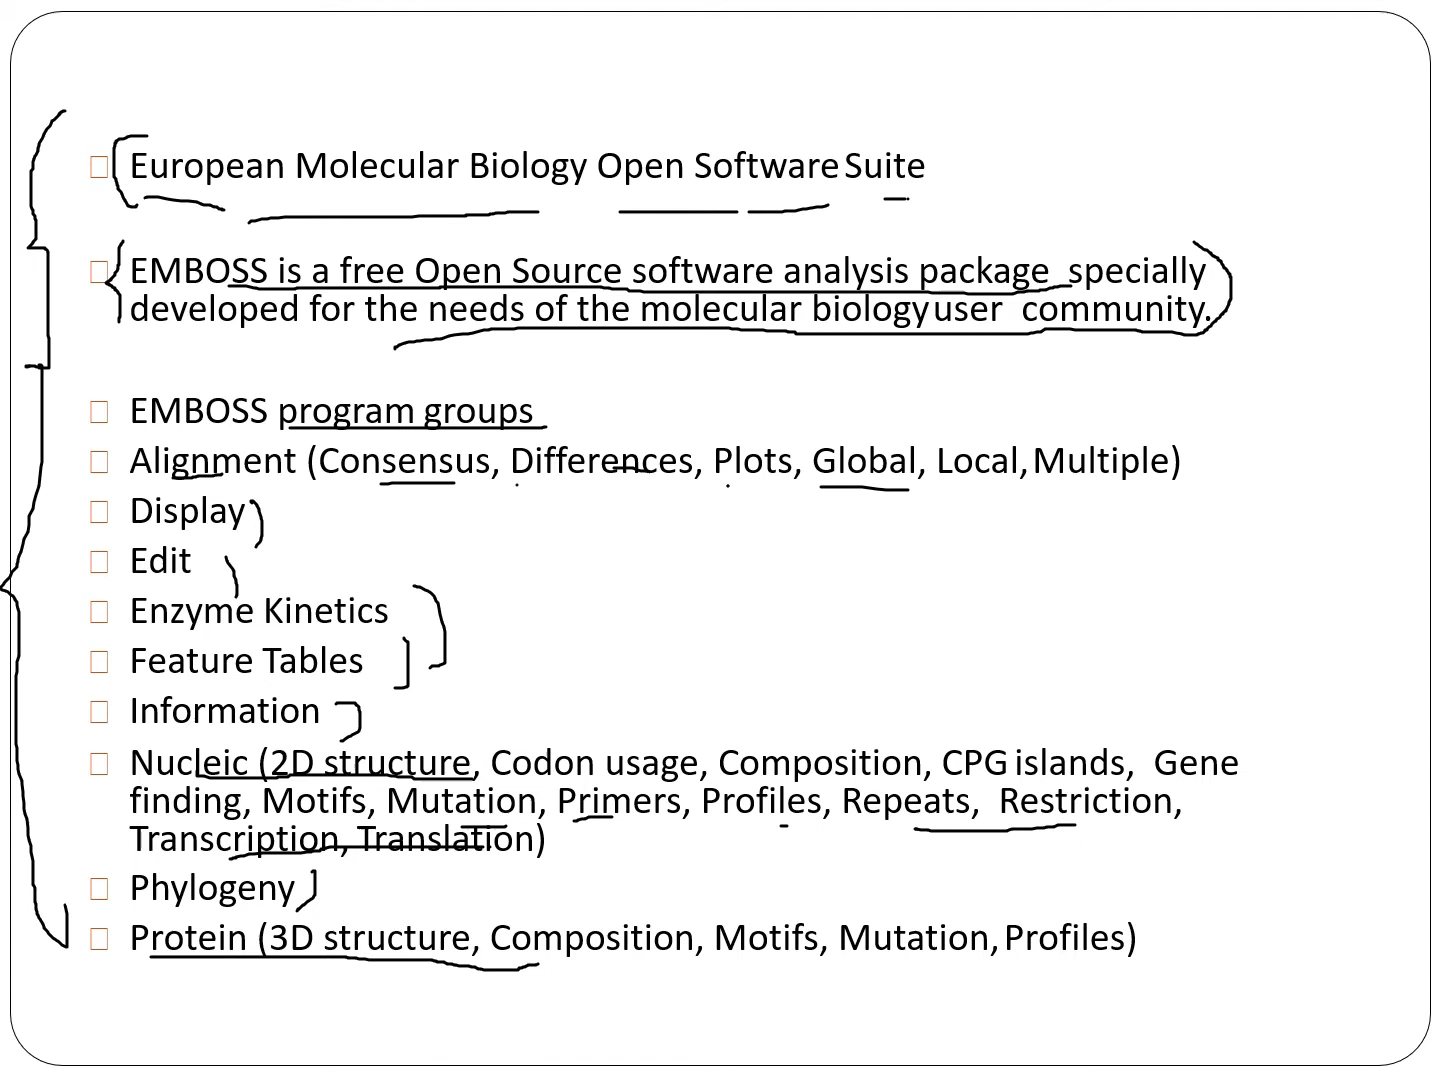 European Molecular Biology Open Software Suite
EMBOSS is a free Open Source software analysis package specially
developed for the needs of the molecular biology user community.
EMBOSS program groups
Alignment (Consensus, Differences, Plots, Global, Local, Multiple)
Display
Edit
Enzyme Kinetics
Feature Tables
Information
Nucleic (2D structure, Codon usage, Composition, CPG islands, Gene
finding, Motifs, Mutation, Primers, Profiles, Repeats, Restriction,
Transcription, Translation)
Phylogeny
Protein (3D structure, Composition, Motifs, Mutation, Profiles)